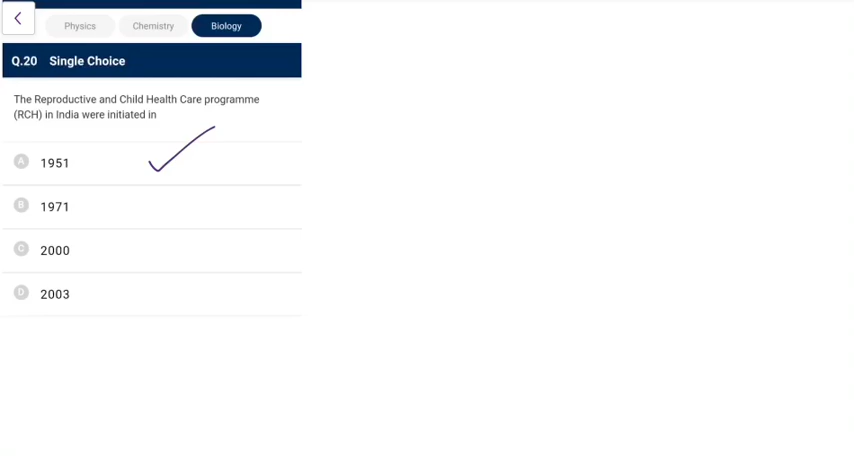 Physics Chemistry Biology
Q.20 Single Choice
The Reproductive and Child Health Care programme
(RCH) in India were initiated in
A 1951
B 1971
C 2000
D 2003